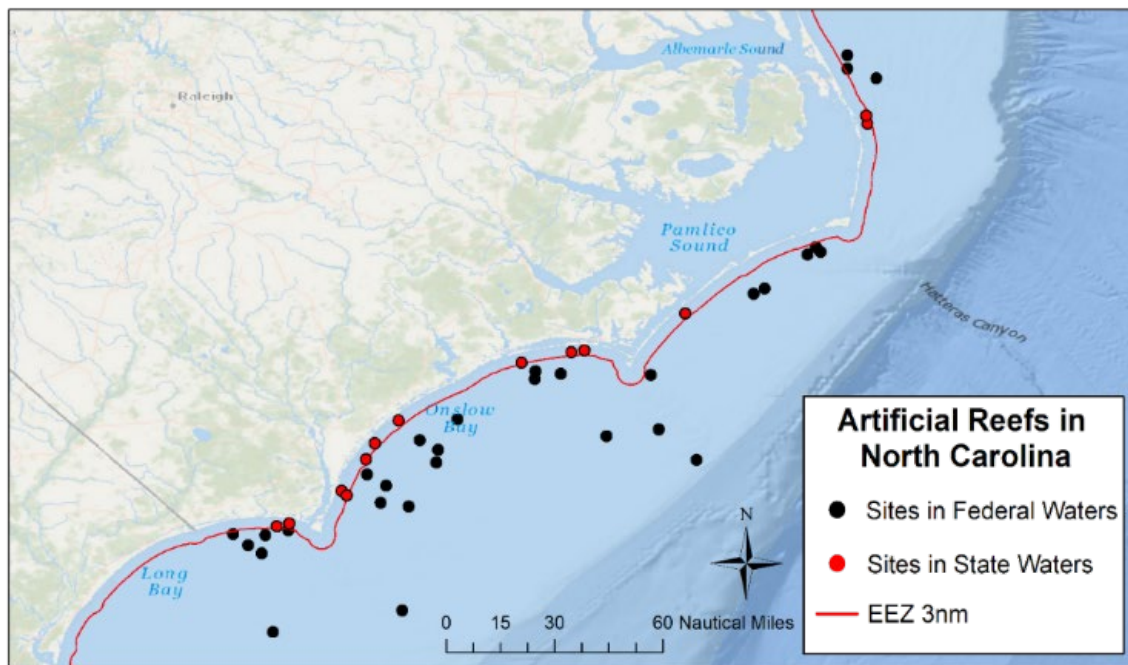 Albemarle Sound
Raleigh
Pamlico
Sound
Hatteras Canyon
Onslow
Bay
Long
Bay
N
0 15 30 60 Nautical Miles
Artificial Reefs in
North Carolina
Sites in Federal Waters
Sites in State Waters
EEZ 3nm